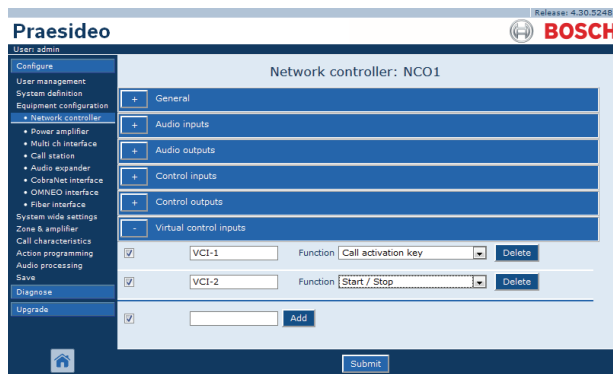 Release: 4.30.5248
Praesideo
BOSCH
User: admin
Configure
User management
System definition
Equipment configuration
• Network controller
• Power amplifier
• Multi ch interface
• Call station
• Audio expander
• CobraNet interface
• OMNEO interface
• Fiber interface
System wide settings
Zone & amplifier
Call characteristics
Action programming
Audio processing
Save
Diagnose
Upgrade
Network controller: NCO1
+ General
+ Audio inputs
+ Audio outputs
+ Control inputs
+ Control outputs
- Virtual control inputs
VCI-1 Function Call activation key Delete
VCI-2 Function Start / Stop Delete
Add
Submit